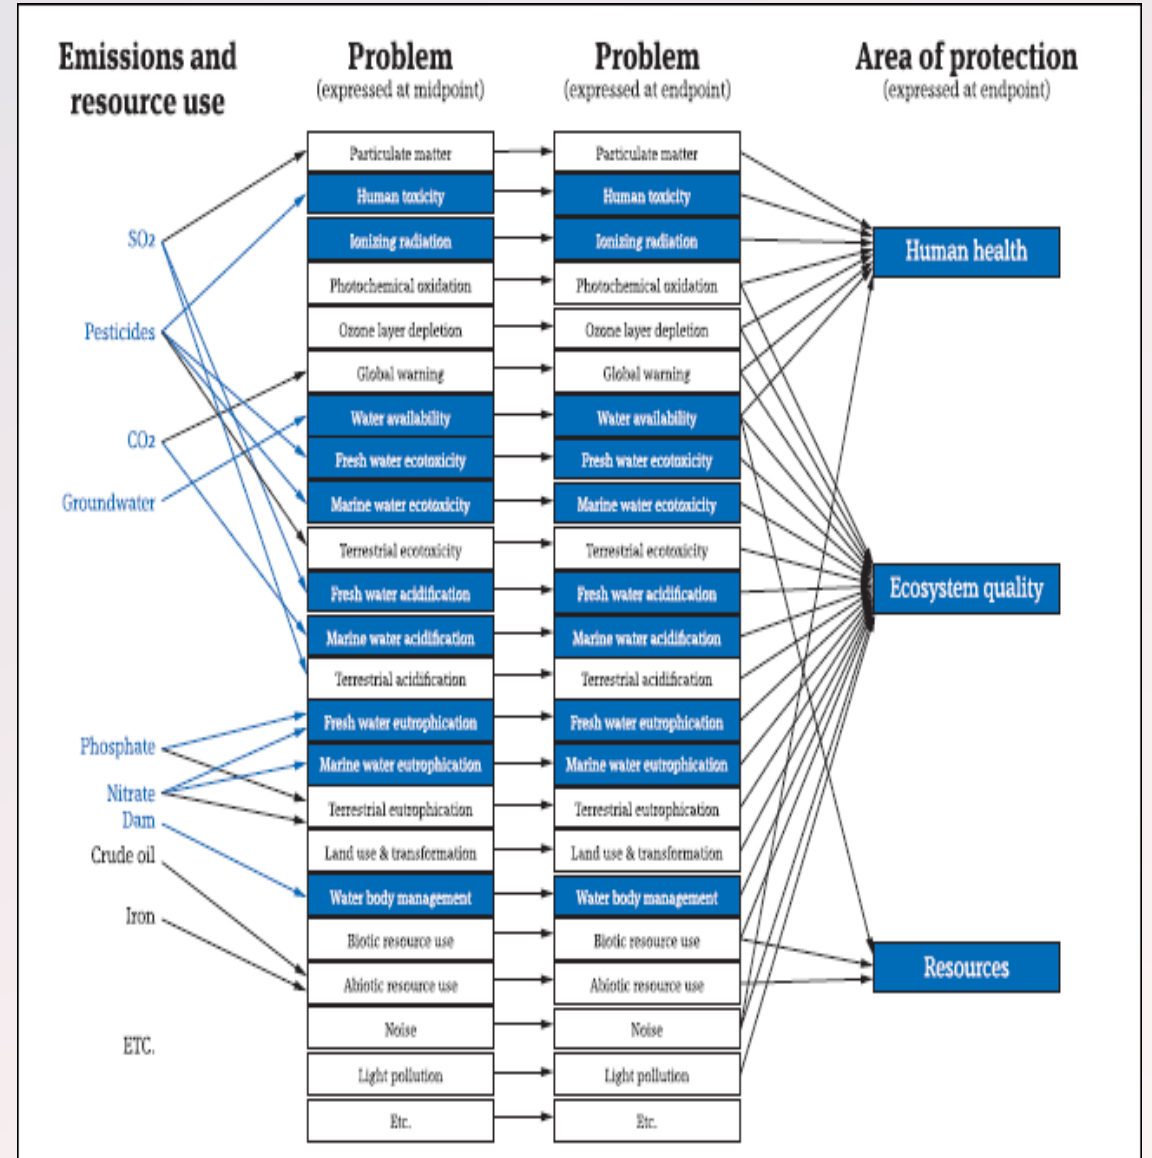 Emissions and
resource use
Problem
(expressed at midpoint)
Problem
(expressed at endpoint)
Area of protection
(expressed at endpoint)
SO2
Pesticides
CO2
Groundwater
Phosphate
Nitrate
Dam
Crude oil
Iron
ETC.
Particulate matter
Human toxicity
Ionizing radiation
Photochemical oxidation
Ozone layer depletion
Global warning
Water availability
Fresh water ecotoxicity
Marine water ecotoxicity
Terrestrial ecotoxicity
Fresh water acidification
Marine water acidification
Terrestrial acidification
Fresh water eutrophication
Marine water eutrophication
Terrestrial eutrophication
Land use & transformation
Water body management
Biotic resource use
Abiotic resource use
Noise
Light pollution
Etc.
Particulate matter
Human toxicity
Ionizing radiation
Photochemical oxidation
Ozone layer depletion
Global warning
Water availability
Fresh water ecotoxicity
Marine water ecotoxicity
Terrestrial ecotoxicity
Fresh water acidification
Marine water acidification
Terrestrial acidification
Fresh water eutrophication
Marine water eutrophication
Terrestrial eutrophication
Land use & transformation
Water body management
Biotic resource use
Abiotic resource use
Noise
Light pollution
Etc.
Human health
Ecosystem quality
Resources